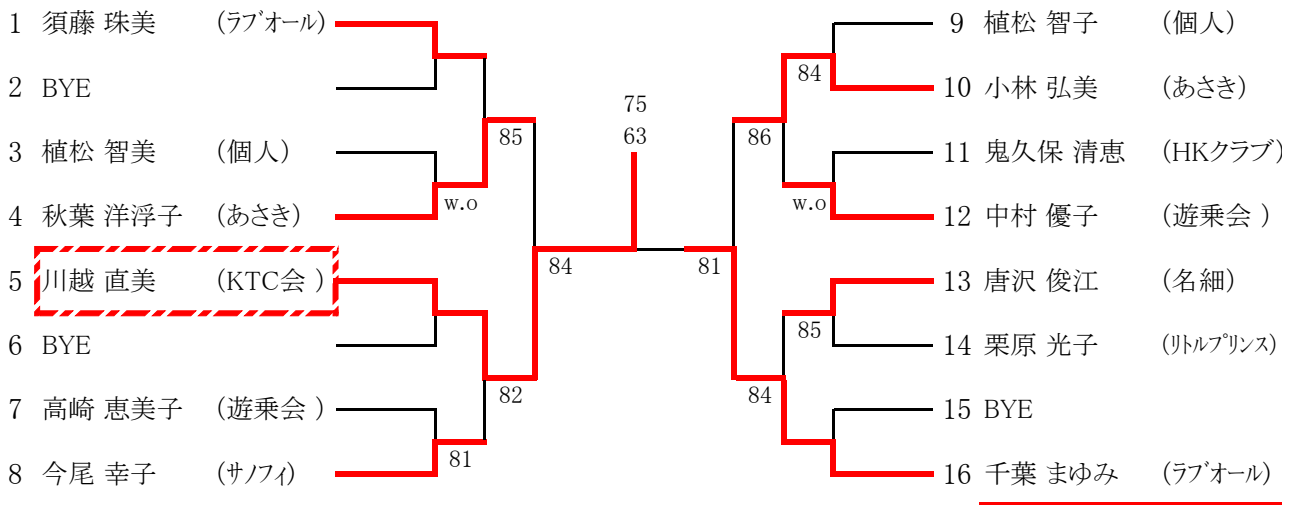 1 須藤 珠美 (ﾗﾌﾞｵｰﾙ)
2 BYE
3 植松 智美 (個人)
4 秋葉 洋浮子 (あさき)
5 川越 直美 (KTC会 )
6 BYE
7 高崎 恵美子 (遊乗会 )
8 今尾 幸子 (ｻﾉﾌｨ)
85
w.o
84
82
81
75
63
84
86
w.o
81
85
84
9 植松 智子 (個人)
10 小林 弘美 (あさき)
11 鬼久保 清恵 (HKクラブ)
12 中村 優子 (遊乗会 )
13 唐沢 俊江 (名細)
14 栗原 光子 (ﾘﾄﾙﾌﾟﾘﾝｽ)
15 BYE
16 千葉 まゆみ (ﾗﾌﾞｵｰﾙ)